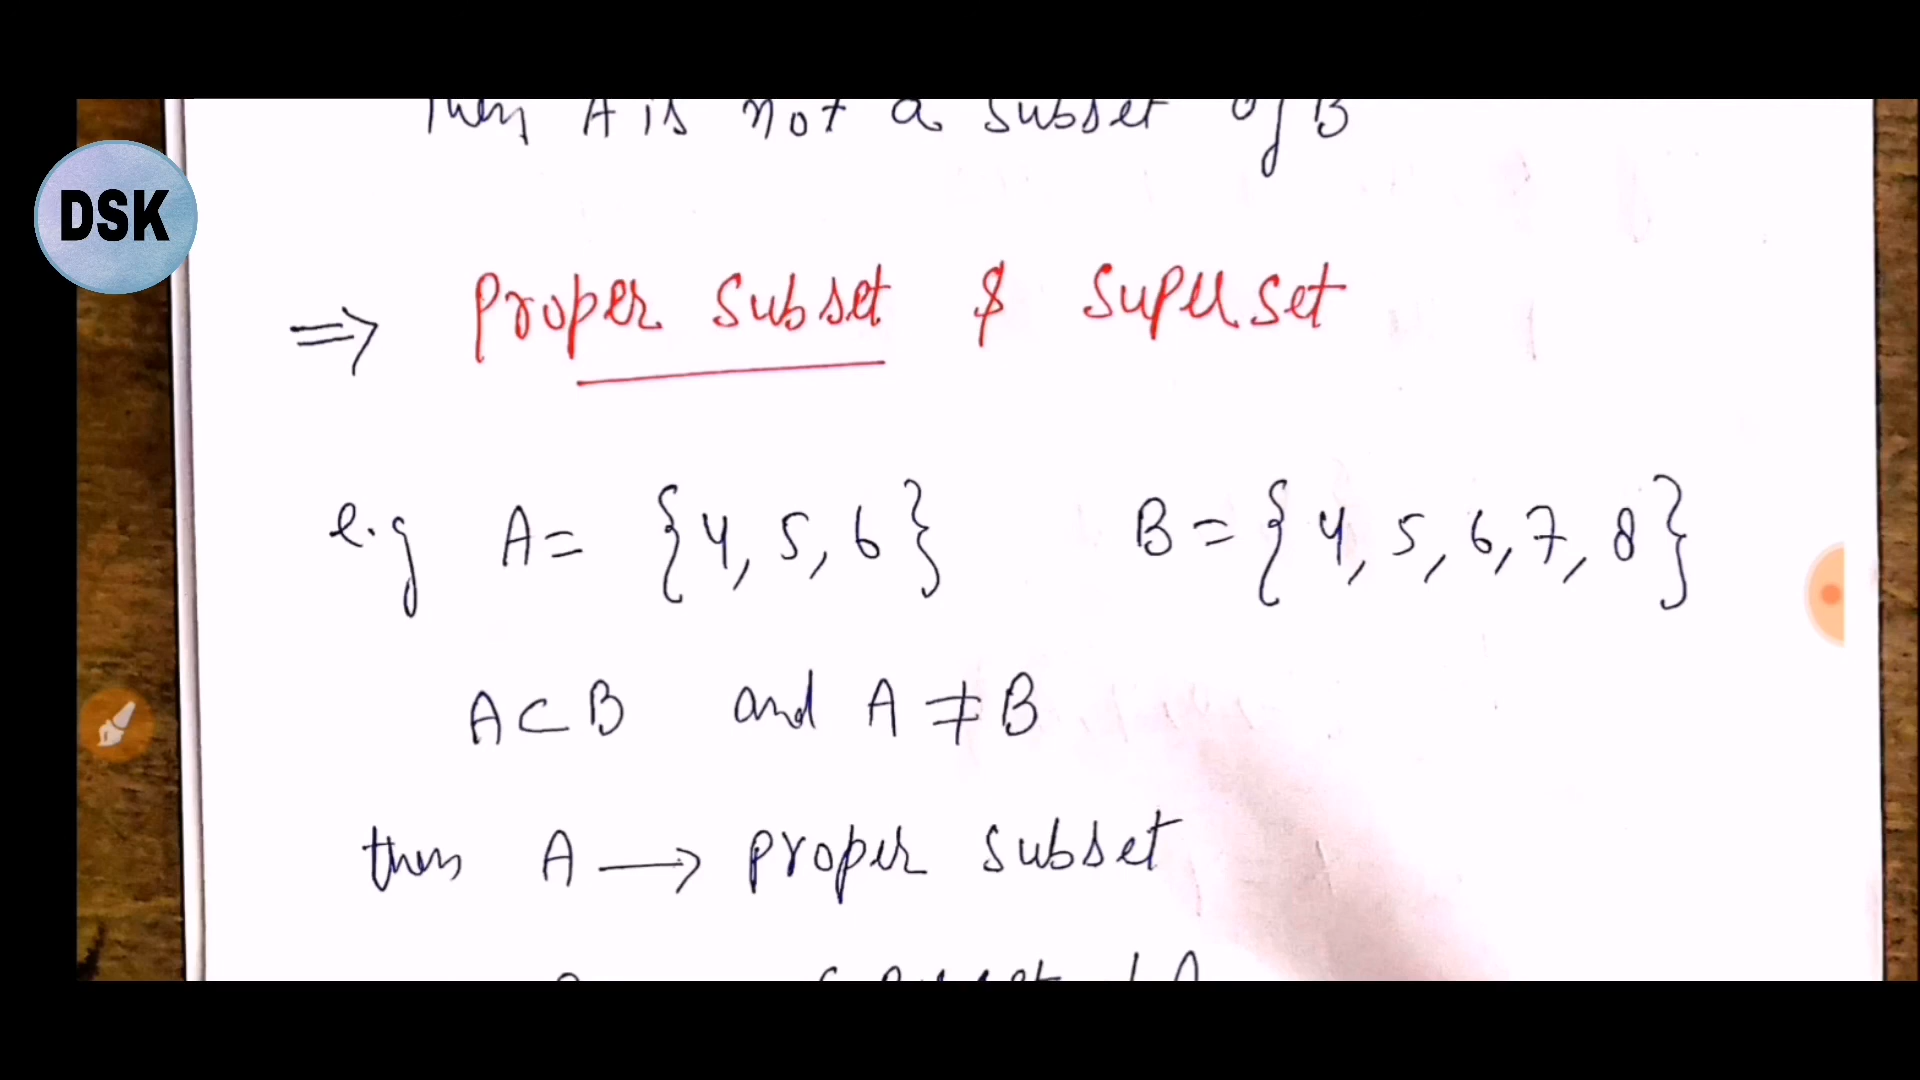 Then A is not a subset of B
DSK
⇒ Proper Subset & Superset
e.g A = {4, 5, 6} B = {4, 5, 6, 7, 8}
A ⊂ B and A ≠ B
then A → proper subset